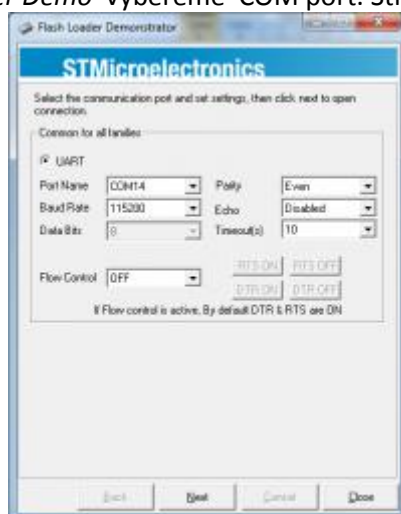 er Demo vybereme COM port. St
Flash Loader Demonstrator
STMicroelectronics
Select the communication port and set settings, then click next to open
connection.
Common for all families
UART
Port Name COM14 Parity Even
Baud Rate 115200 Echo Disabled
Data Bits 8 Timeout(s) 10
RTS ON RTS OFF
Flow Control OFF
DTR ON DTR OFF
If Flow control is active, By default DTR & RTS are ON
Back Next Cancel Close